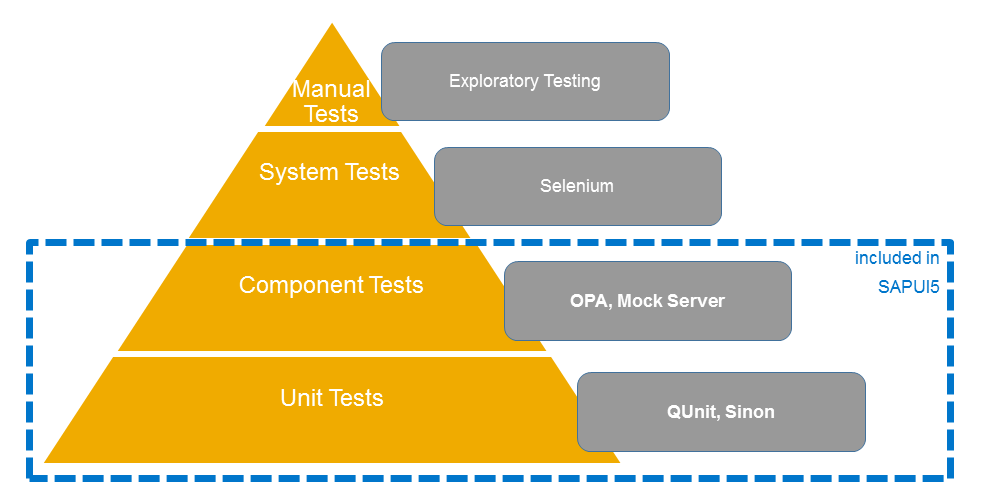 Manual
Tests
Exploratory Testing
System Tests
Selenium
included in
SAPUI5
Component Tests
OPA, Mock Server
Unit Tests
QUnit, Sinon